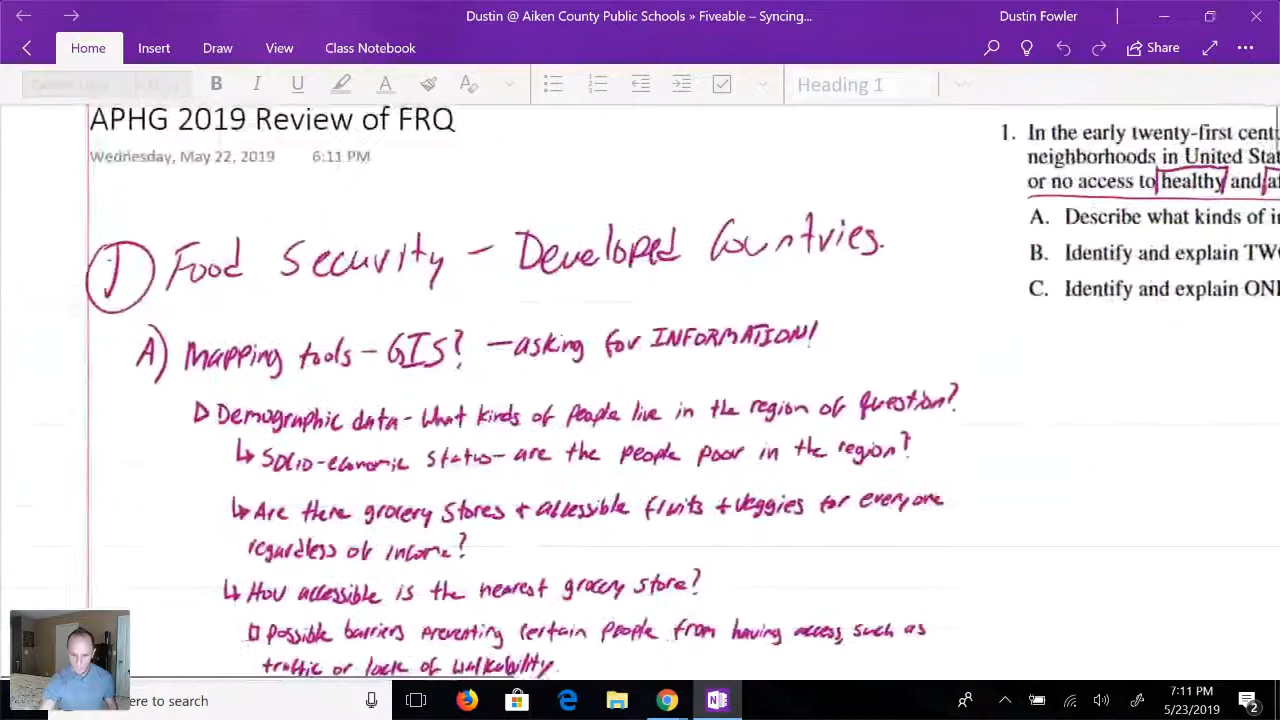 Dustin @ Aiken County Public Schools » Fiveable – Syncing...
Dustin Fowler
Home
Insert
Draw
View
Class Notebook
Share
B
I
U
A
Heading 1
APHG 2019 Review of FRQ
Wednesday, May 22, 2019
6:11 PM
1. In the early twenty-first cent
neighborhoods in United Stat
or no access to healthy and af
A. Describe what kinds of i
B. Identify and explain TW
C. Identify and explain ON
1 Food Security - Developed Countries.
A) Mapping tools - GIS? - asking for INFORMATION!
Demographic data - What kinds of people live in the region of question?
Socio-economic status - are the people poor in the region?
Are there grocery stores + accessible fruits + veggies for everyone
regardless of income?
How accessible is the nearest grocery store?
Possible barriers preventing certain people from having access, such as
traffic or lack of walkability.
ere to search
7:11 PM
5/23/2019
2